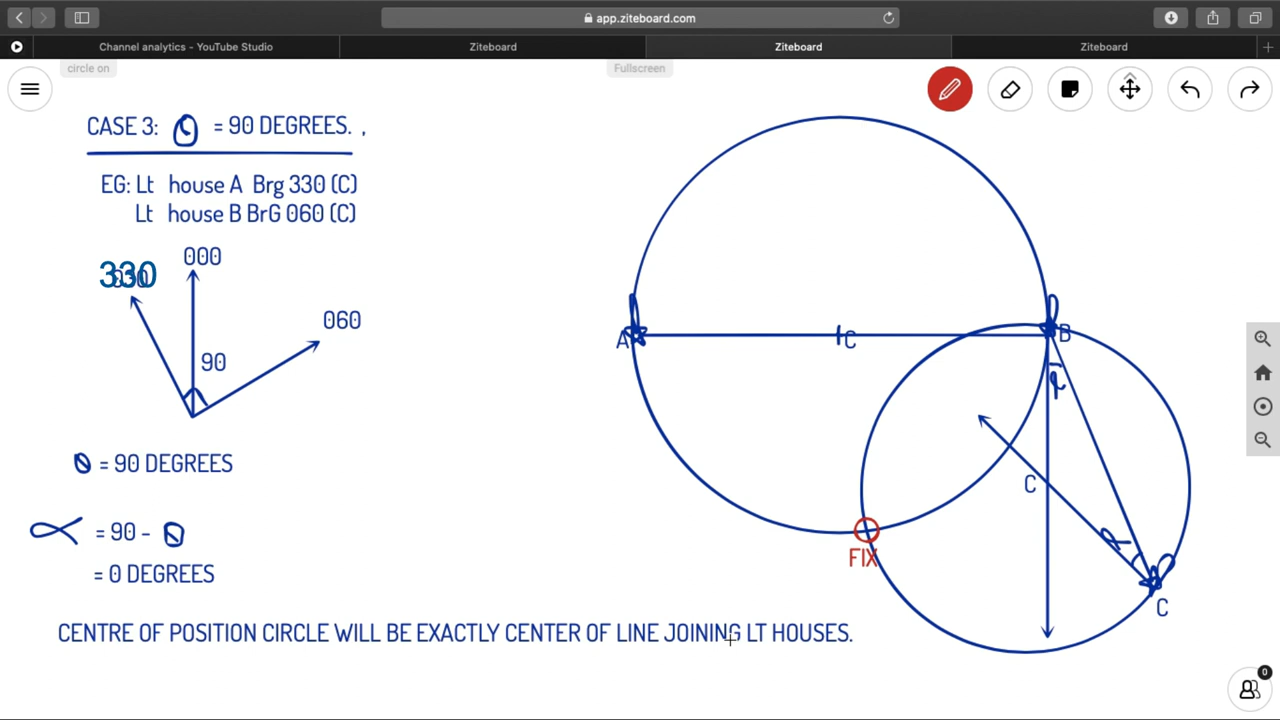 app.ziteboard.com
Channel analytics - YouTube Studio
Ziteboard
Ziteboard
Ziteboard
circle on
Fullscreen
CASE 3: θ = 90 DEGREES. ,
EG: Lt house A Brg 330 (C)
Lt house B BrG 060 (C)
330
000
060
90
θ = 90 DEGREES
α = 90 - θ
= 0 DEGREES
CENTRE OF POSITION CIRCLE WILL BE EXACTLY CENTER OF LINE JOINING LT HOUSES.
A
C
B
C
α
C
FIX
0